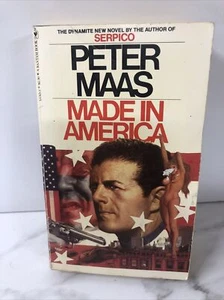 THE DYNAMITE NEW NOVEL BY THE AUTHOR OF
SERPICO
PETER
MAAS
MADE IN
AMERICA